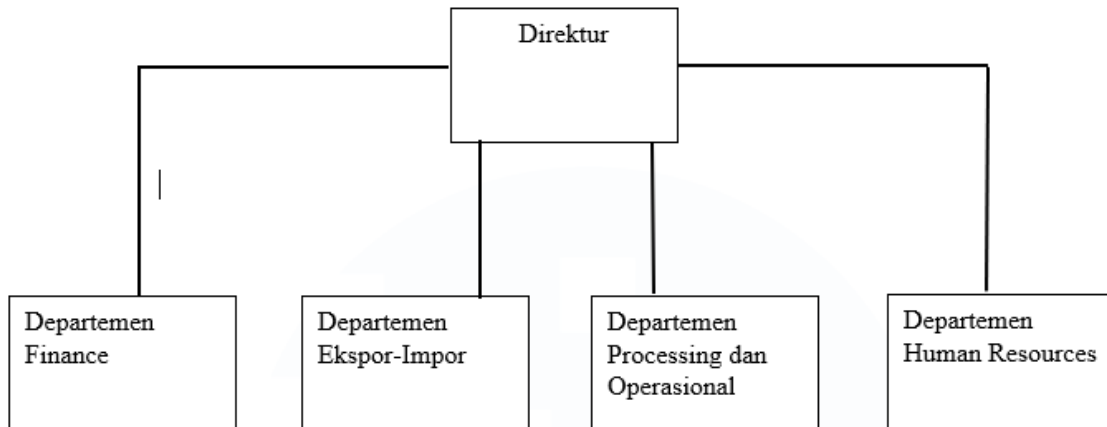 Direktur
Departemen
Finance
Departemen
Ekspor-Impor
Departemen
Processing dan
Operasional
Departemen
Human Resources